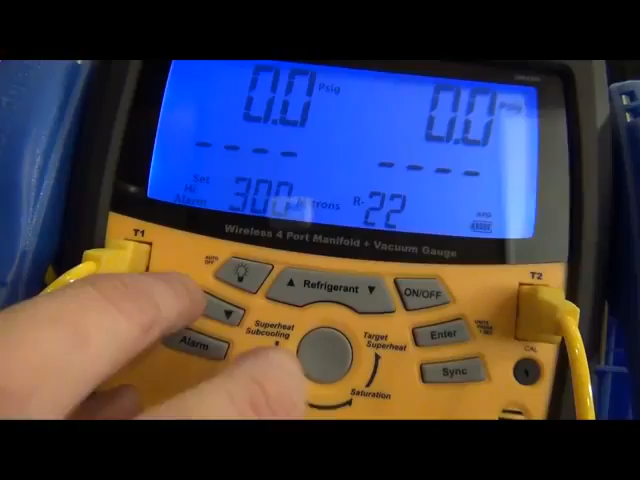 0.0 Psig 0.0 Psig
---- ----
Set
Hi
Alarm 300 Microns R-22
Wireless 4 Port Manifold + Vacuum Gauge
T1 T2
AUTO OFF ▲ Refrigerant ▼ ON/OFF
▼ Superheat Subcooling Target Superheat Enter
Alarm Sync CAL
Saturation